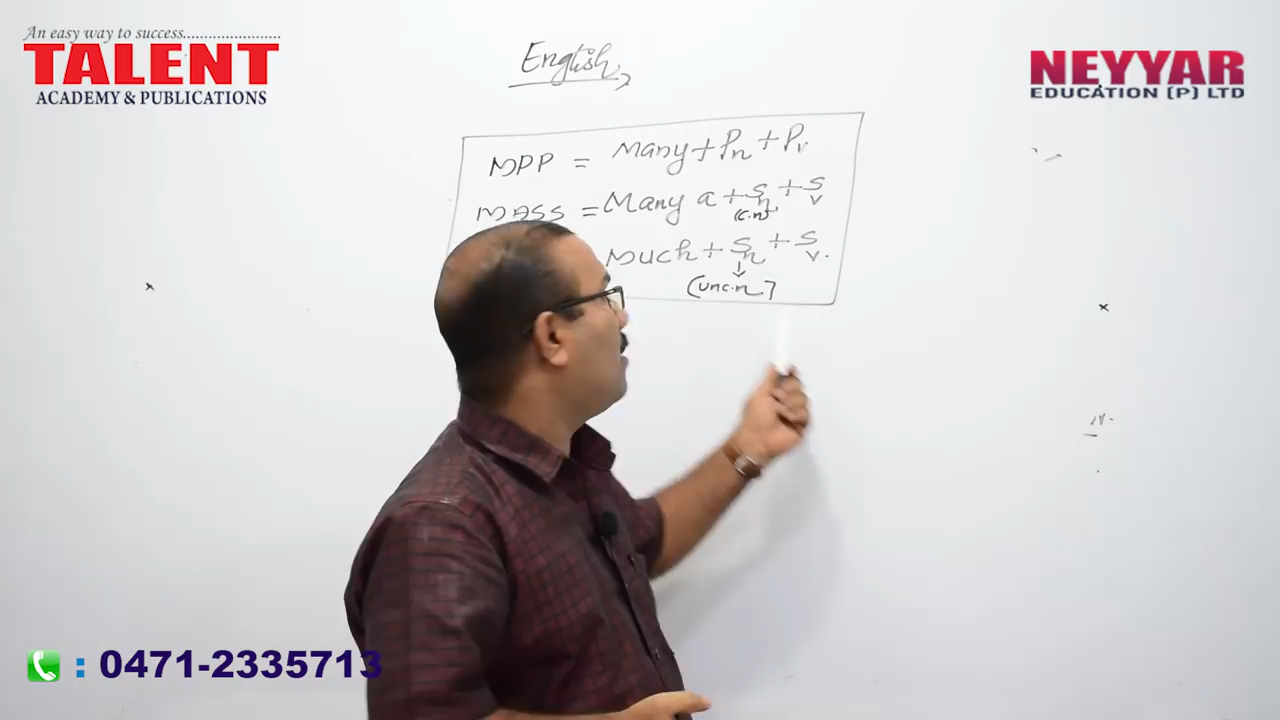 An easy way to success......................
TALENT
ACADEMY & PUBLICATIONS
NEYYAR
EDUCATION (P) LTD
English
MPP = Many + Pn + Pv
MASS = Many a + Sn + Sv
(c.n)
Much + Sn + Sv.
(unc.n)
: 0471-2335713